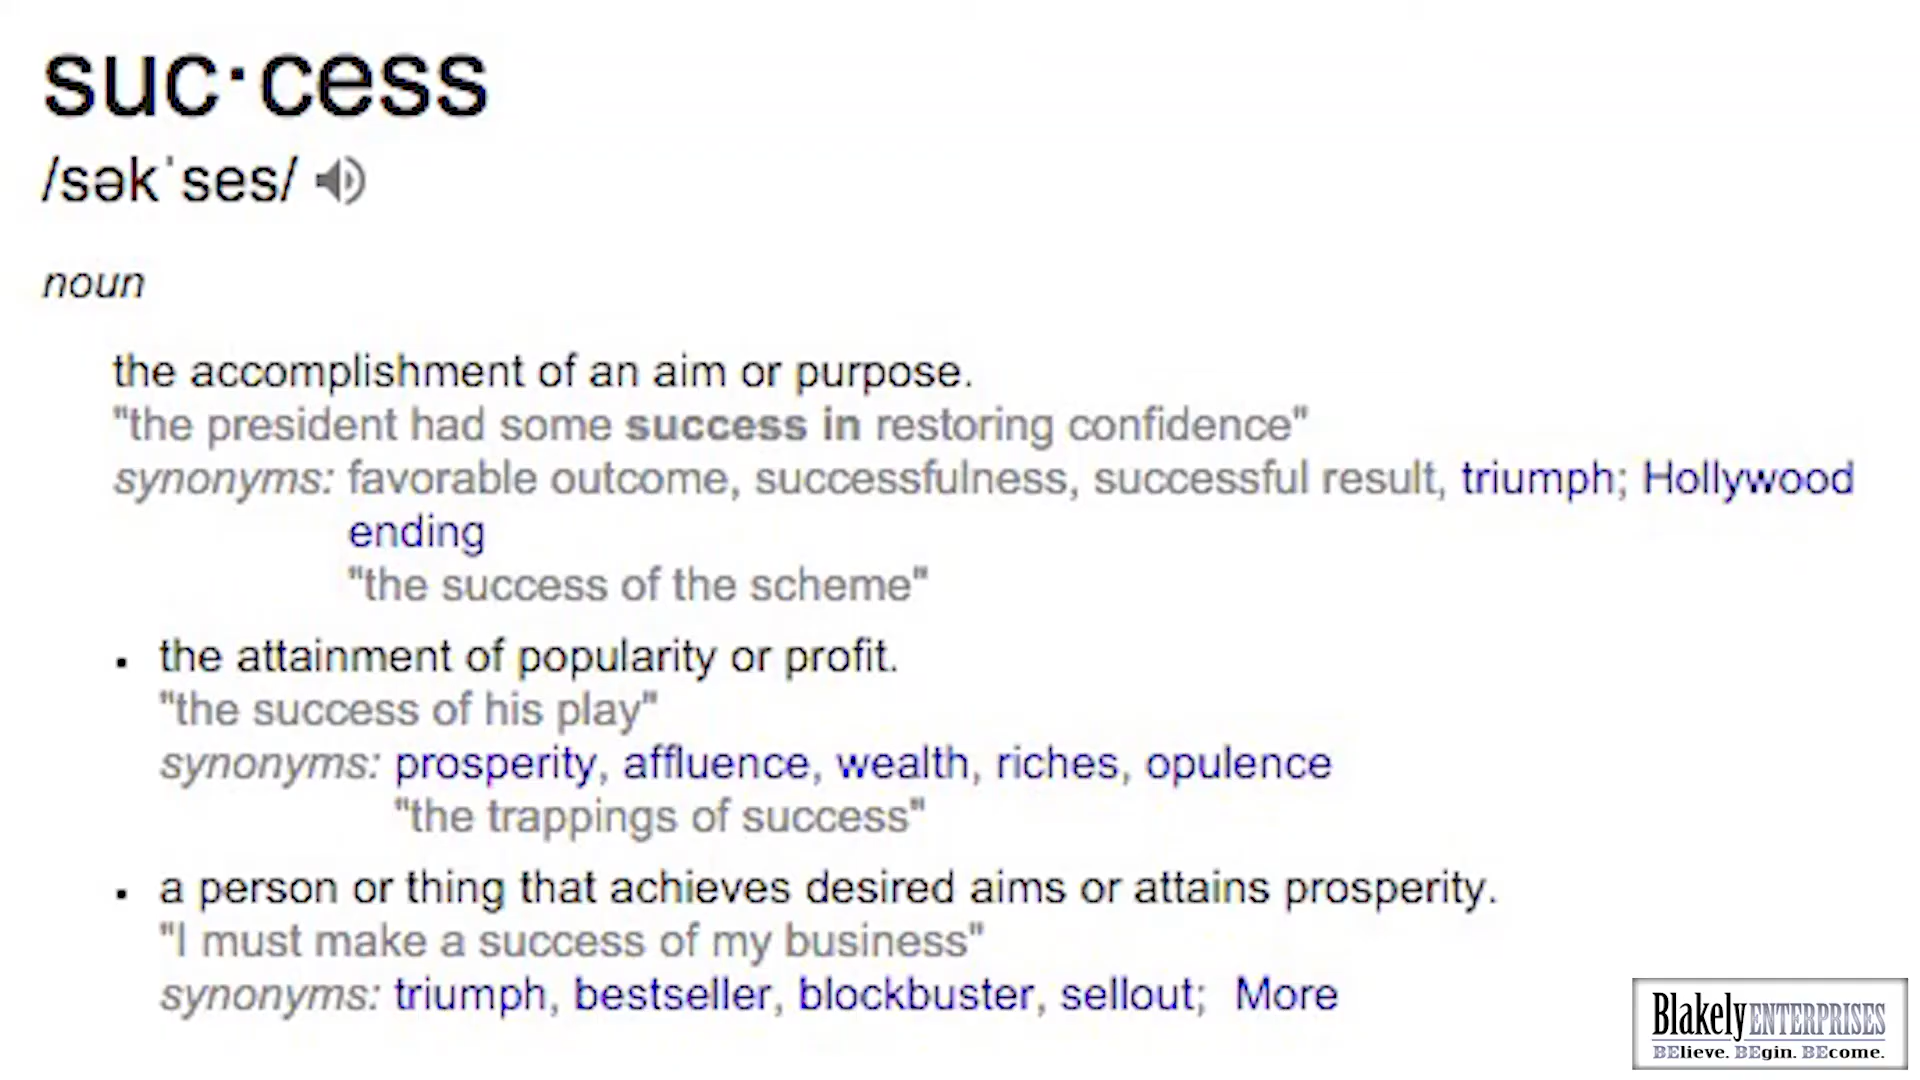 suc·cess
/səkˈses/
noun
the accomplishment of an aim or purpose.
"the president had some success in restoring confidence"
synonyms: favorable outcome, successfulness, successful result, triumph; Hollywood
ending
"the success of the scheme"
▪ the attainment of popularity or profit.
"the success of his play"
synonyms: prosperity, affluence, wealth, riches, opulence
"the trappings of success"
▪ a person or thing that achieves desired aims or attains prosperity.
"I must make a success of my business"
synonyms: triumph, bestseller, blockbuster, sellout; More
Blakely ENTERPRISES
BElieve. BEgin. BEcome.